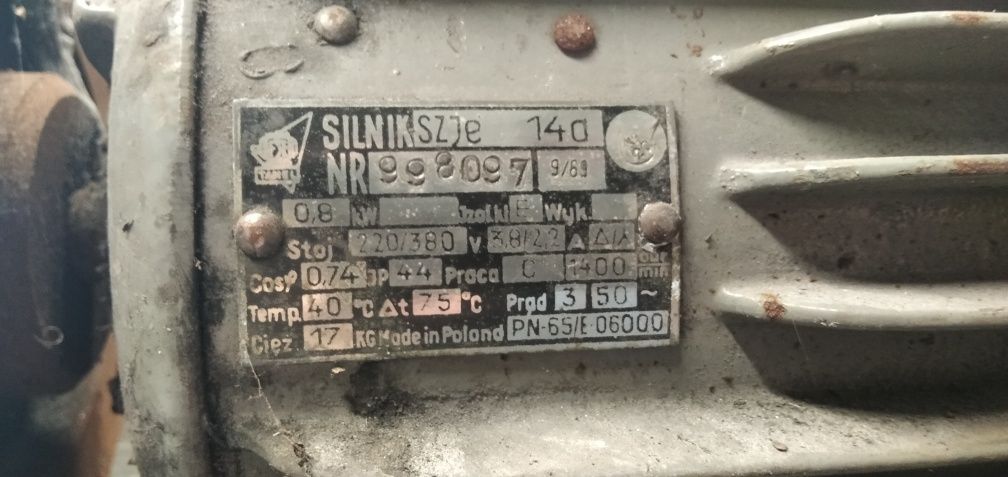 SILNIK SZJe 14a
NR 998097 9/69
0,8 kW Izolki E Wyk.
Stoj. 220/380 V 3,8/2,2 A Δ/⅄
Cosφ 0,74 JP 44 Praca C 1400 obr/min
Temp. 40 °C Δt 75 °C Prąd 3 50 ~
Cięż 17 KG Made in Poland PN-65/E-06000